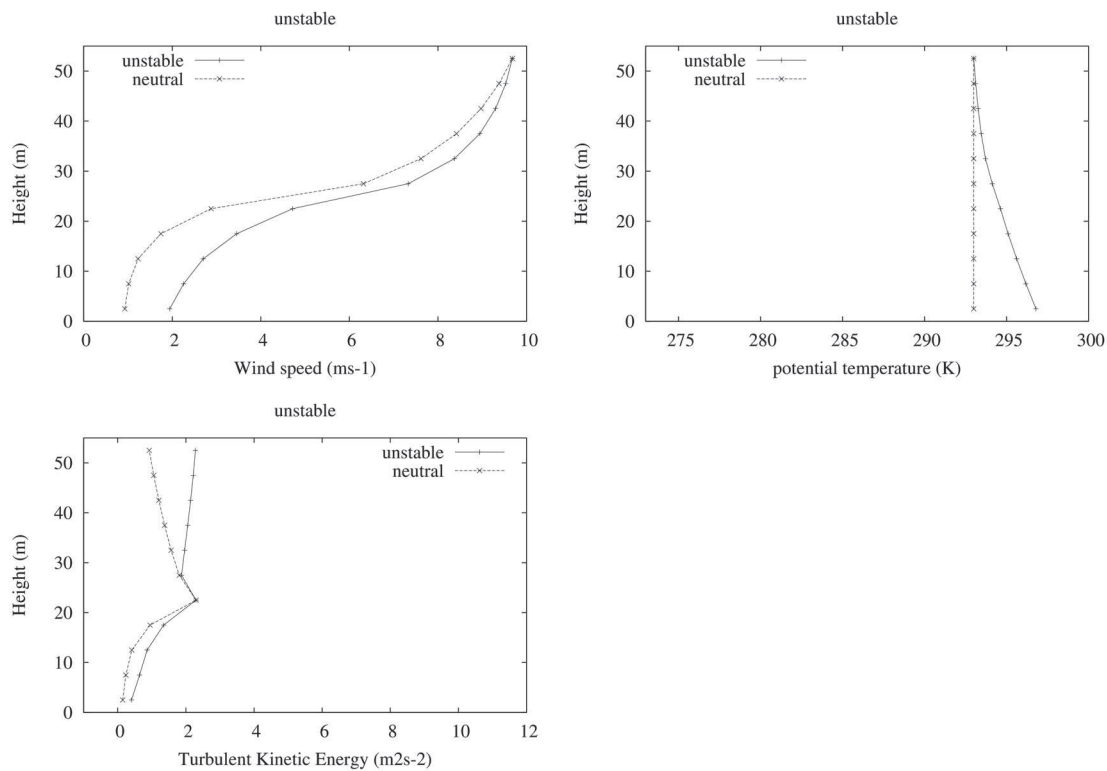 unstable
unstable
neutral
50
40
30
20
10
0
Height (m)
0 2 4 6 8 10
Wind speed (ms-1)
unstable
unstable
neutral
50
40
30
20
10
0
Height (m)
275 280 285 290 295 300
potential temperature (K)
unstable
unstable
neutral
50
40
30
20
10
0
Height (m)
0 2 4 6 8 10 12
Turbulent Kinetic Energy (m2s-2)